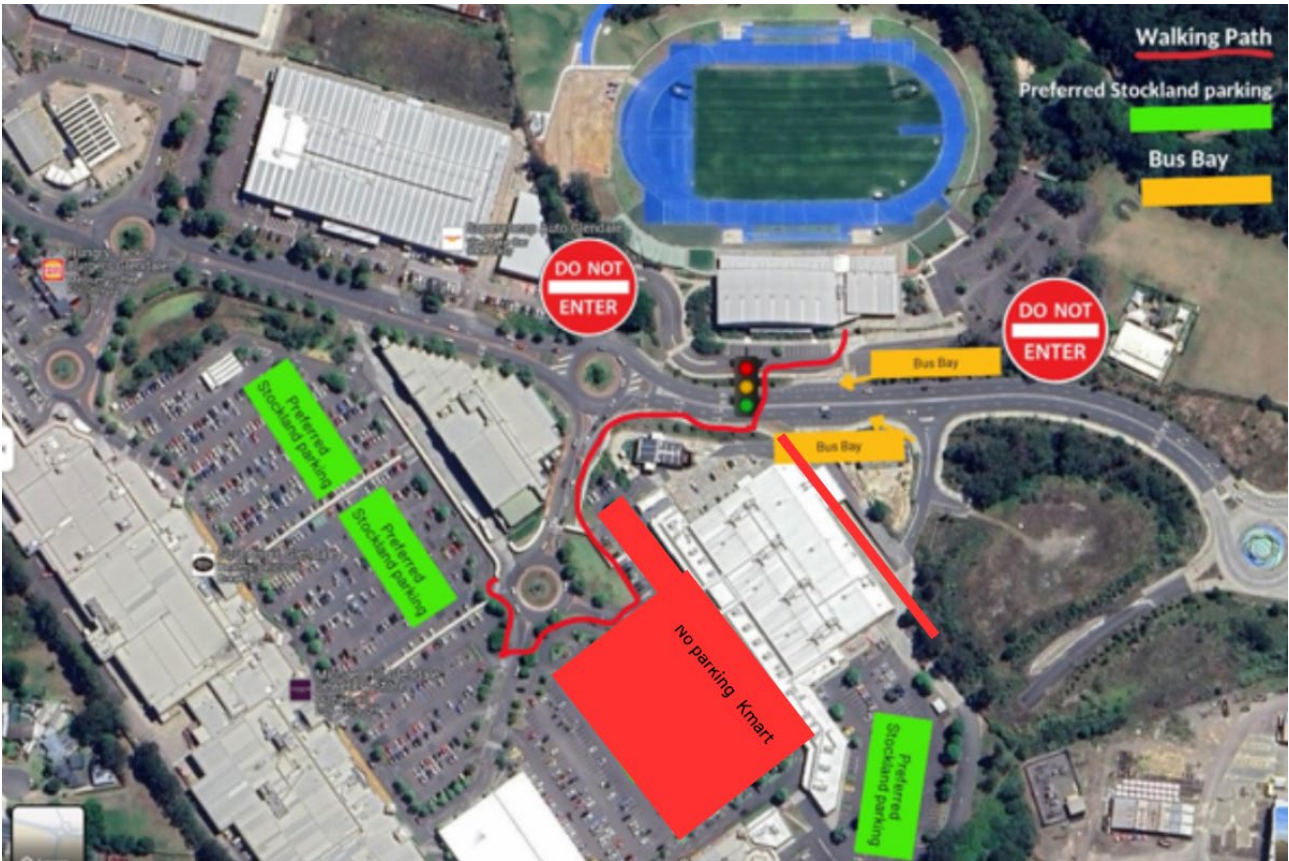 Walking Path
Preferred Stockland parking
Bus Bay
DO NOT
ENTER
DO NOT
ENTER
Bus Bay
Bus Bay
Preferred
Stockland parking
Preferred
Stockland parking
No parking Kmart
Preferred
Stockland parking